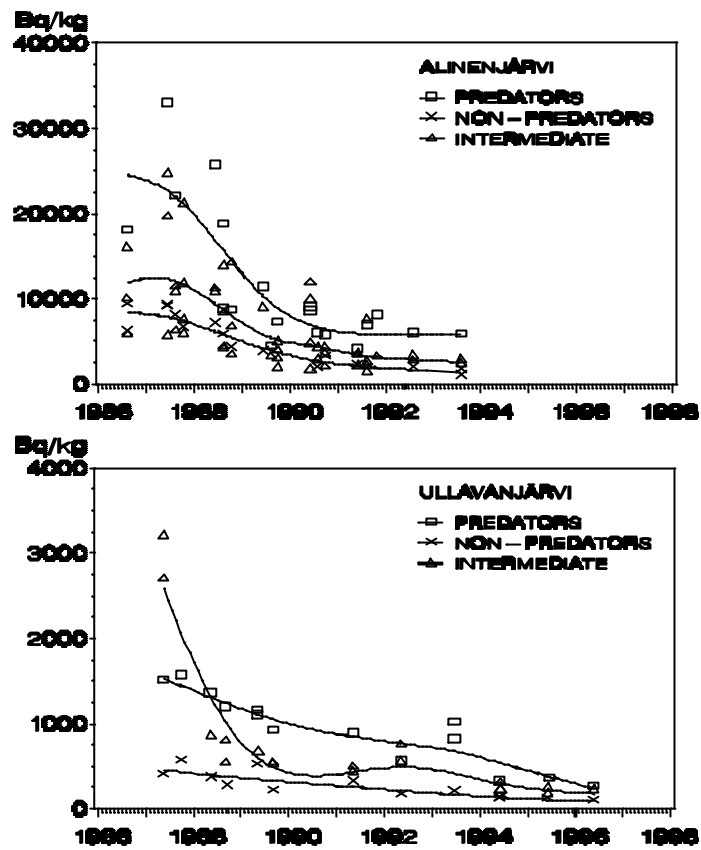 Bq/kg
40000
ALINENJÄRVI
PREDATORS
30000
NON – PREDATORS
INTERMEDIATE
20000
10000
0
1986 1988 1990 1992 1994 1996 1998
Bq/kg
4000
ULLAVANJÄRVI
PREDATORS
NON – PREDATORS
3000
INTERMEDIATE
2000
1000
0
1986 1988 1990 1992 1994 1996 1998